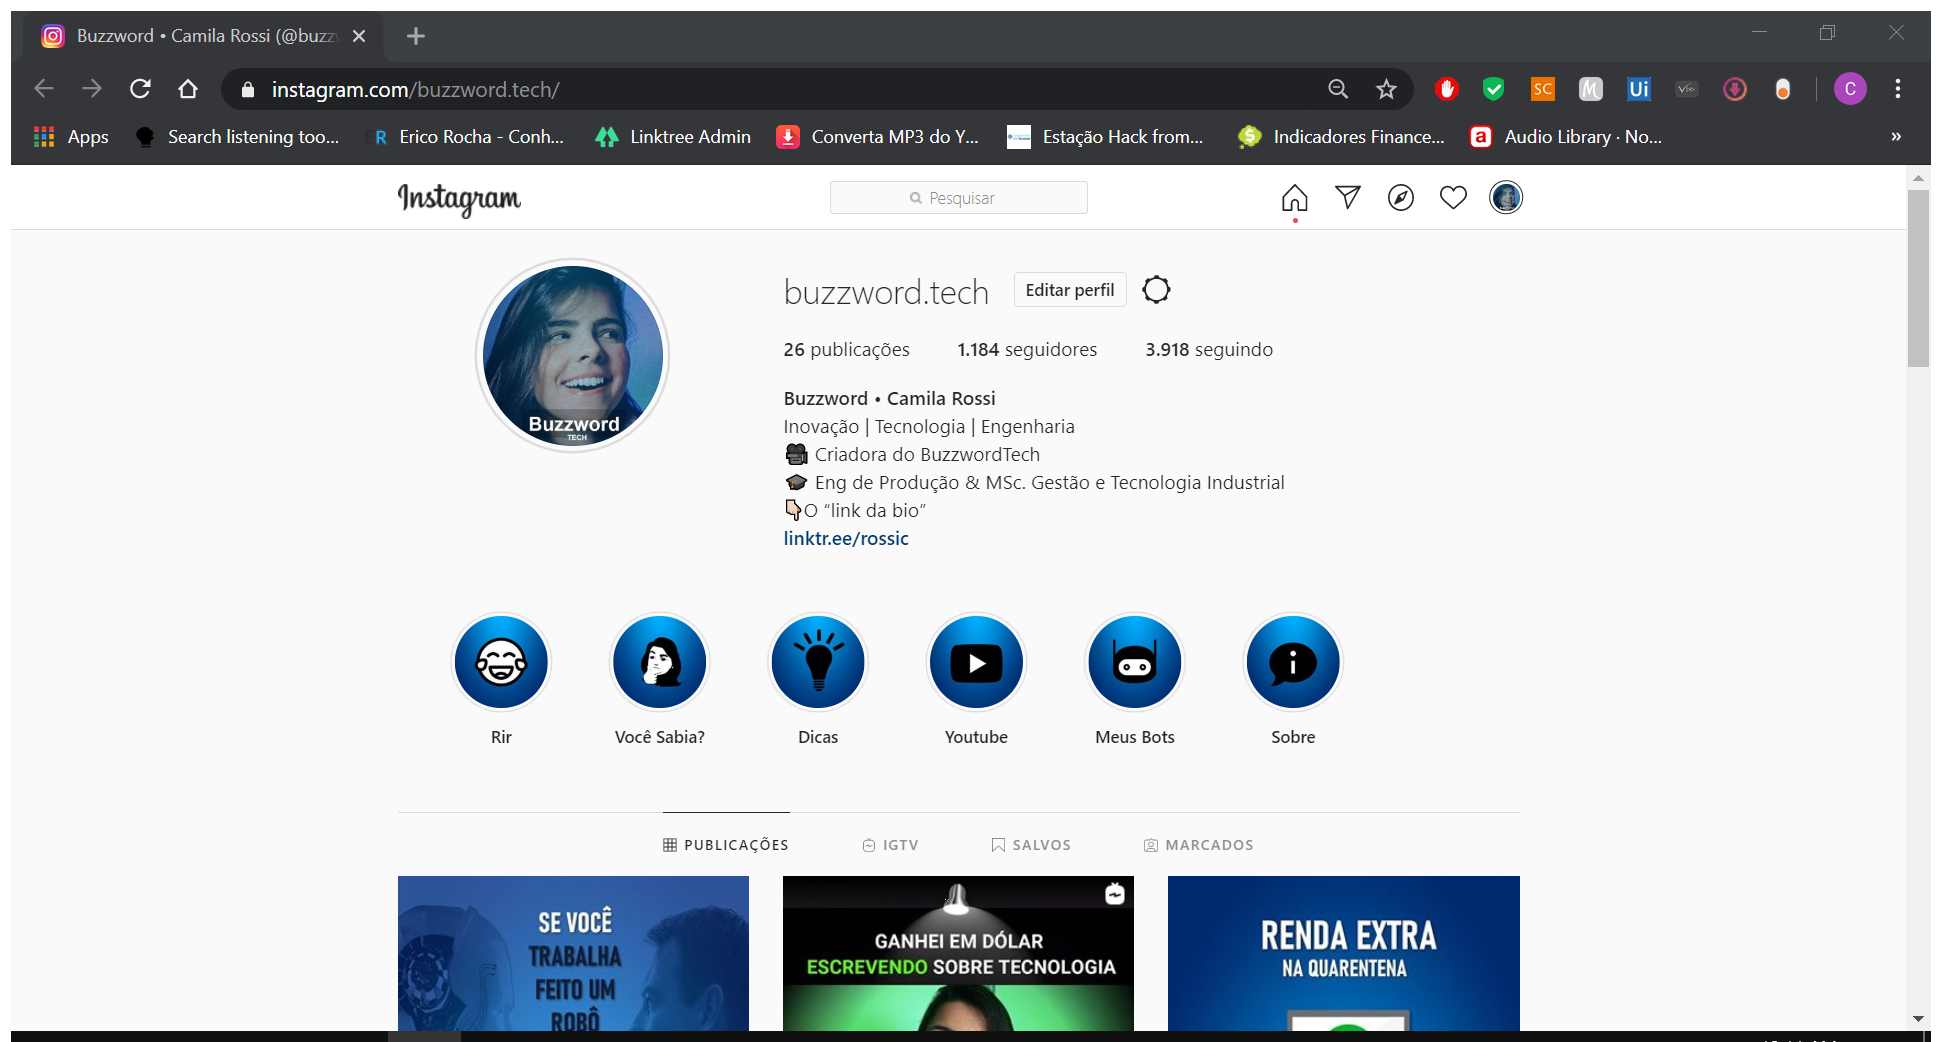 Buzzword • Camila Rossi (@buzzw
instagram.com/buzzword.tech/
SC
M
Ui
C
Apps
Search listening too...
R
Erico Rocha - Conh...
Linktree Admin
Converta MP3 do Y...
Estação Hack from...
Indicadores Finance...
a
Audio Library · No...
»
Instagram
Pesquisar
Buzzword
TECH
buzzword.tech
Editar perfil
26 publicações
1.184 seguidores
3.918 seguindo
Buzzword • Camila Rossi
Inovação | Tecnologia | Engenharia
🎥 Criadora do BuzzwordTech
🎓 Eng de Produção & MSc. Gestão e Tecnologia Industrial
👇🏻O “link da bio”
linktr.ee/rossic
Rir
Você Sabia?
Dicas
Youtube
Meus Bots
Sobre
PUBLICAÇÕES
IGTV
SALVOS
MARCADOS
SE VOCÊ
TRABALHA
FEITO UM
ROBÔ
GANHEI EM DÓLAR
ESCREVENDO SOBRE TECNOLOGIA
RENDA EXTRA
NA QUARENTENA